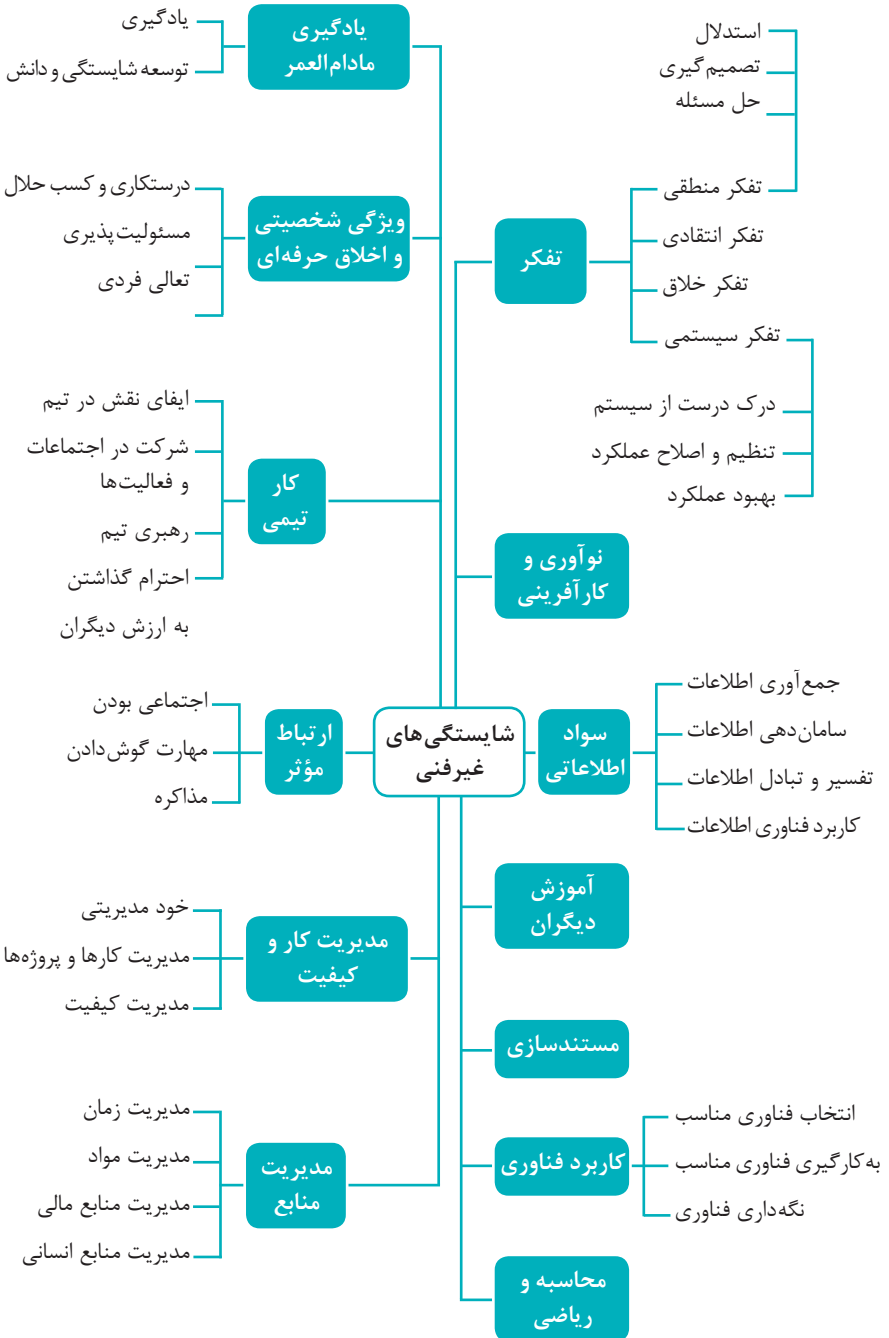 استدلال
تصمیم‌گیری
حل مسئله
تفکر منطقی
تفکر انتقادی
تفکر خلاق
تفکر سیستمی
درک درست از سیستم
تنظیم و اصلاح عملکرد
بهبود عملکرد
تفکر
نوآوری و
کارآفرینی
سواد
اطلاعاتی
جمع‌آوری اطلاعات
سامان‌دهی اطلاعات
تفسیر و تبادل اطلاعات
کاربرد فناوری اطلاعات
آموزش
دیگران
مستندسازی
کاربرد فناوری
انتخاب فناوری مناسب
به‌کارگیری فناوری مناسب
نگه‌داری فناوری
محاسبه و
ریاضی
شایستگی‌های
غیرفنی
یادگیری
مادام‌العمر
یادگیری
توسعه شایستگی و دانش
ویژگی شخصیتی
و اخلاق حرفه‌ای
درستکاری و کسب حلال
مسئولیت‌پذیری
تعالی فردی
کار
تیمی
ایفای نقش در تیم
شرکت در اجتماعات
و فعالیت‌ها
رهبری تیم
احترام گذاشتن
به ارزش دیگران
ارتباط
مؤثر
اجتماعی بودن
مهارت گوش‌دادن
مذاکره
مدیریت کار و
کیفیت
خود مدیریتی
مدیریت کارها و پروژه‌ها
مدیریت کیفیت
مدیریت
منابع
مدیریت زمان
مدیریت مواد
مدیریت منابع مالی
مدیریت منابع انسانی